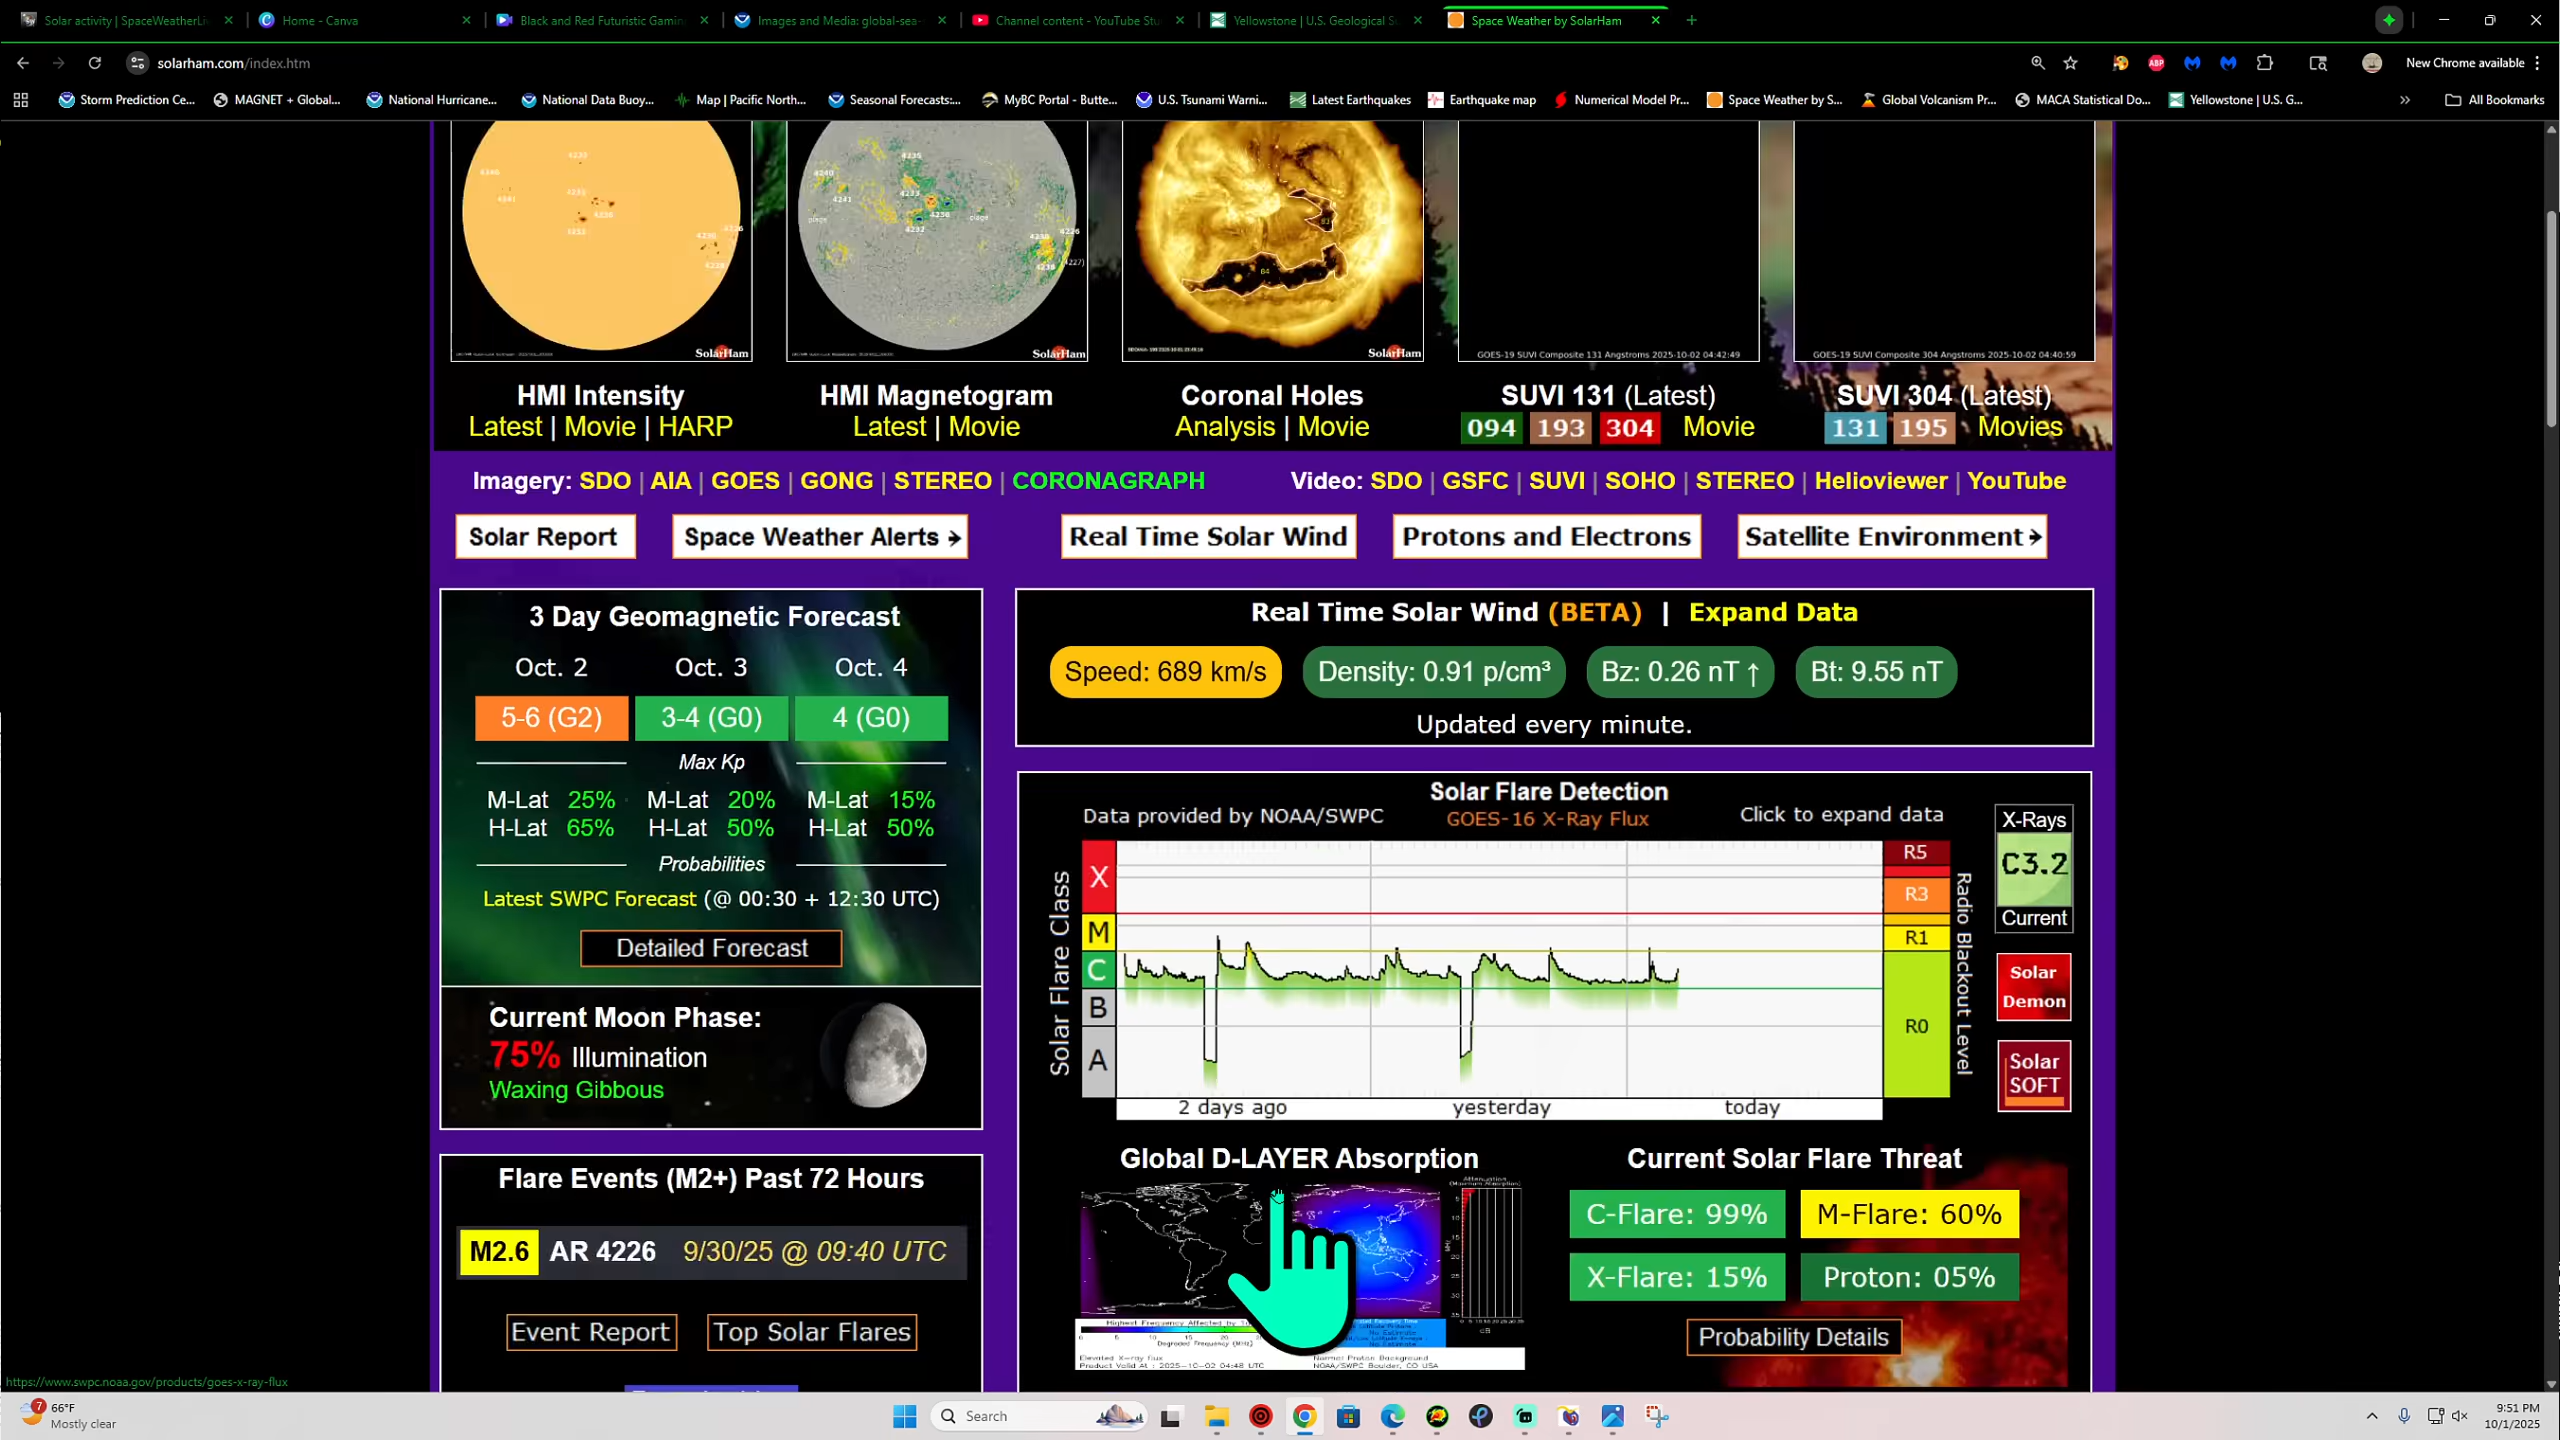 Solar activity | SpaceWeatherLiv
Home - Canva
Black and Red Futuristic Gamin
Images and Media: global-sea-
Channel content - YouTube Stu
Yellowstone | U.S. Geological S
Space Weather by SolarHam
solarham.com/index.htm
New Chrome available
Storm Prediction Ce...
MAGNET + Global...
National Hurricane...
National Data Buoy...
Map | Pacific North...
Seasonal Forecasts:...
MyBC Portal - Butte...
U.S. Tsunami Warni...
Latest Earthquakes
Earthquake map
Numerical Model Pr...
Space Weather by S...
Global Volcanism Pr...
MACA Statistical Do...
Yellowstone | U.S. G...
All Bookmarks
SolarHam
SolarHam
SolarHam
GOES-19 SUVI Composite 131 Angstroms 2025-10-02 04:42:49
GOES-19 SUVI Composite 304 Angstroms 2025-10-02 04:40:59
HMI Intensity
Latest | Movie | HARP
HMI Magnetogram
Latest | Movie
Coronal Holes
Analysis | Movie
SUVI 131 (Latest)
094 193 304 Movie
SUVI 304 (Latest)
131 195 Movies
Imagery: SDO | AIA | GOES | GONG | STEREO | CORONAGRAPH
Video: SDO | GSFC | SUVI | SOHO | STEREO | Helioviewer | YouTube
Solar Report
Space Weather Alerts
Real Time Solar Wind
Protons and Electrons
Satellite Environment
3 Day Geomagnetic Forecast
Oct. 2 Oct. 3 Oct. 4
5-6 (G2) 3-4 (G0) 4 (G0)
Max Kp
M-Lat 25% M-Lat 20% M-Lat 15%
H-Lat 65% H-Lat 50% H-Lat 50%
Probabilities
Latest SWPC Forecast (@ 00:30 + 12:30 UTC)
Detailed Forecast
Current Moon Phase:
75% Illumination
Waxing Gibbous
Flare Events (M2+) Past 72 Hours
M2.6 AR 4226 9/30/25 @ 09:40 UTC
Event Report
Top Solar Flares
Real Time Solar Wind (BETA) | Expand Data
Speed: 689 km/s
Density: 0.91 p/cm³
Bz: 0.26 nT ↑
Bt: 9.55 nT
Updated every minute.
Solar Flare Detection
Data provided by NOAA/SWPC
GOES-16 X-Ray Flux
Click to expand data
Solar Flare Class
X
M
C
B
A
R5
R3
R1
R0
Radio Blackout Level
2 days ago yesterday today
X-Rays
C3.2
Current
Solar
Demon
Solar
SOFT
Global D-LAYER Absorption
Product Valid At : 2025-10-02 04:48 UTC
NOAA/SWPC Boulder, CO USA
Current Solar Flare Threat
C-Flare: 99%
M-Flare: 60%
X-Flare: 15%
Proton: 05%
Probability Details
https://www.swpc.noaa.gov/products/goes-x-ray-flux
7
66°F
Mostly clear
Search
9:51 PM
10/1/2025